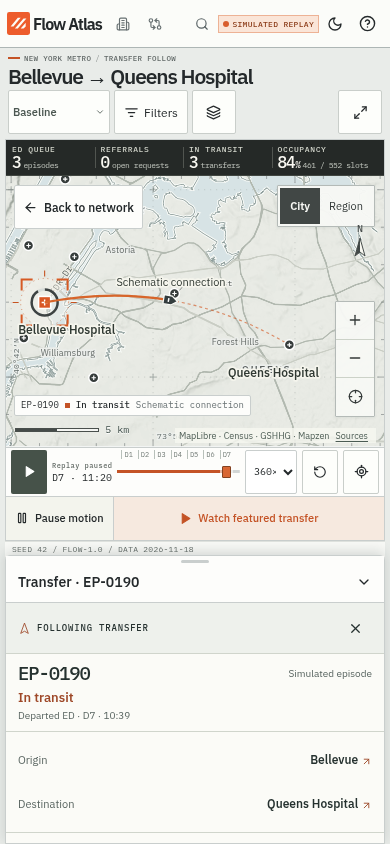 Flow Atlas
SIMULATED REPLAY
NEW YORK METRO / TRANSFER FOLLOW
Bellevue → Queens Hospital
Baseline
Filters
ED QUEUE
3 episodes
REFERRALS
0 open requests
IN TRANSIT
3 transfers
OCCUPANCY
84% 461 / 552 slots
Back to network
City
Region
N
Astoria
Schematic connection
Bellevue Hospital
Williamsburg
Forest Hills
Queens Hospital
EP-0190 In transit Schematic connection
5 km
MapLibre · Census · GSHHG · Mapzen Sources
Replay paused
D7 · 11:20
D1 D2 D3 D4 D5 D6 D7
360×
Pause motion
Watch featured transfer
SEED 42 / FLOW-1.0 / DATA 2026-11-18
Transfer · EP-0190
FOLLOWING TRANSFER
EP-0190
Simulated episode
In transit
Departed ED · D7 · 10:39
Origin
Bellevue
Destination
Queens Hospital